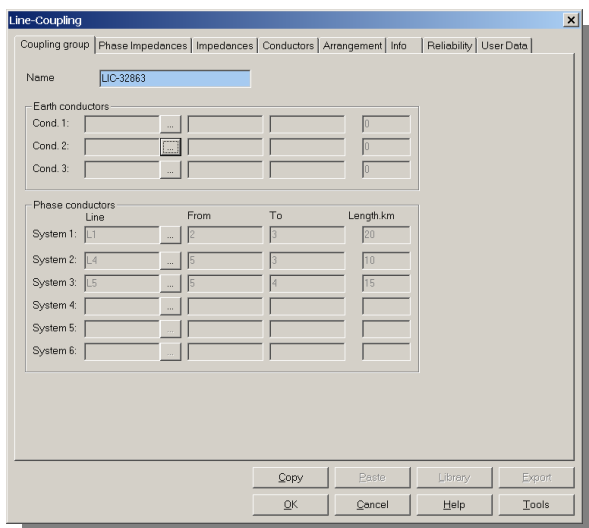 Line-Coupling
Coupling group Phase Impedances Impedances Conductors Arrangement Info Reliability User Data
Name LIC-32863
Earth conductors
Cond. 1: ... 0
Cond. 2: ... 0
Cond. 3: ... 0
Phase conductors
Line From To Length.km
System 1: L1 ... 2 3 20
System 2: L4 ... 5 3 10
System 3: L5 ... 5 4 15
System 4: ...
System 5: ...
System 6: ...
Copy Paste Library Export
OK Cancel Help Tools